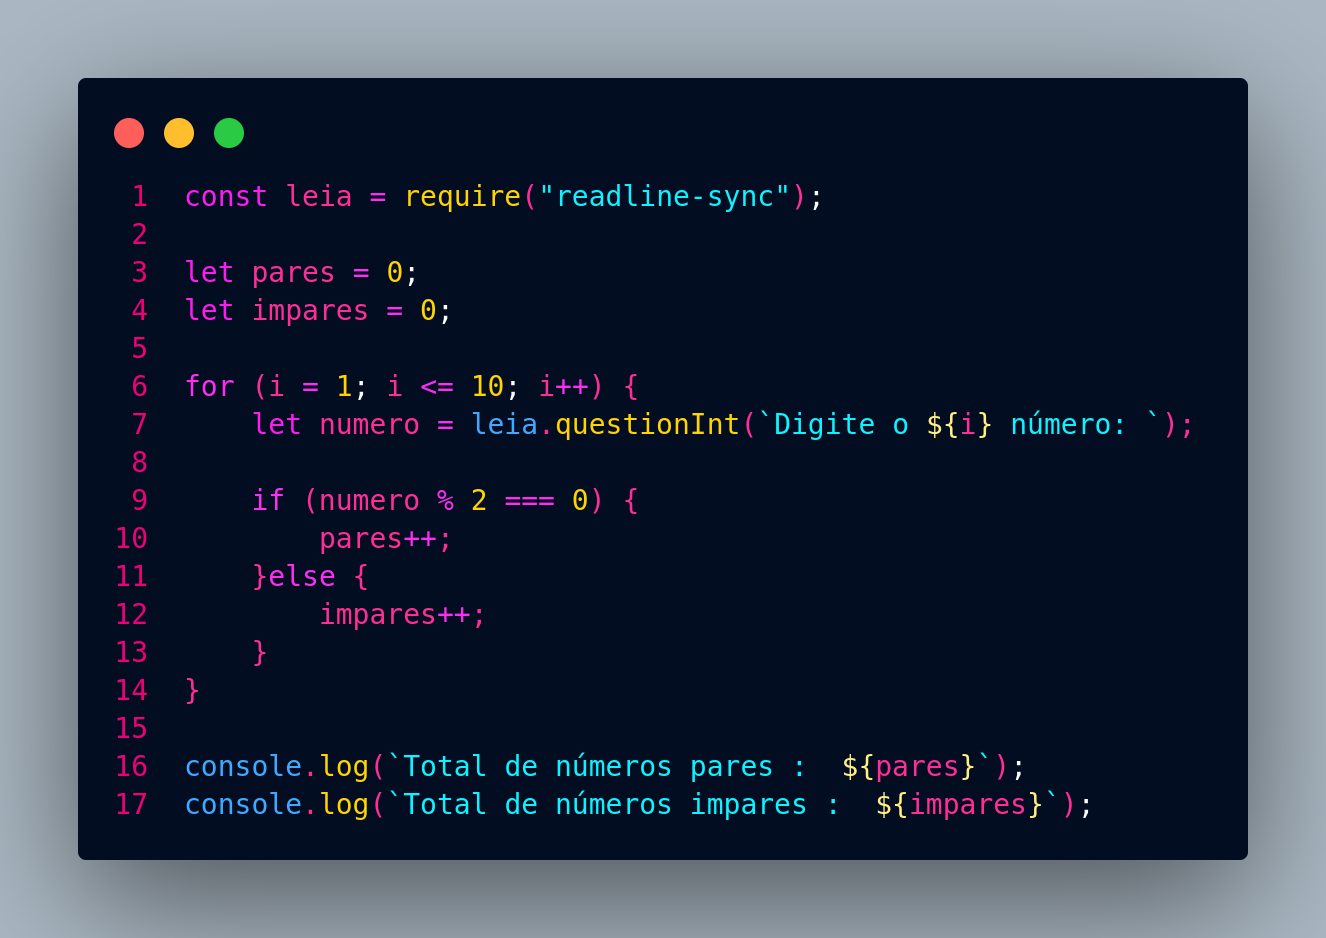 1 const leia = require("readline-sync");
2
3 let pares = 0;
4 let impares = 0;
5
6 for (i = 1; i <= 10; i++) {
7     let numero = leia.questionInt(`Digite o ${i} número: `);
8
9     if (numero % 2 === 0) {
10         pares++;
11     }else {
12         impares++;
13     }
14 }
15
16 console.log(`Total de números pares :  ${pares}`);
17 console.log(`Total de números impares :  ${impares}`);